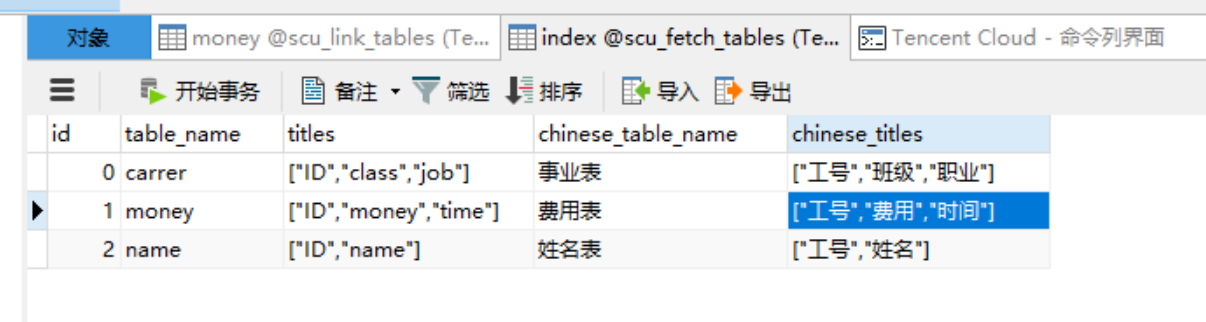 对象 money @scu_link_tables (Te... index @scu_fetch_tables (Te... Tencent Cloud - 命令列界面
开始事务 备注 筛选 排序 导入 导出
id table_name titles chinese_table_name chinese_titles
0 carrer ["ID","class","job"] 事业表 ["工号","班级","职业"]
1 money ["ID","money","time"] 费用表 ["工号","费用","时间"]
2 name ["ID","name"] 姓名表 ["工号","姓名"]